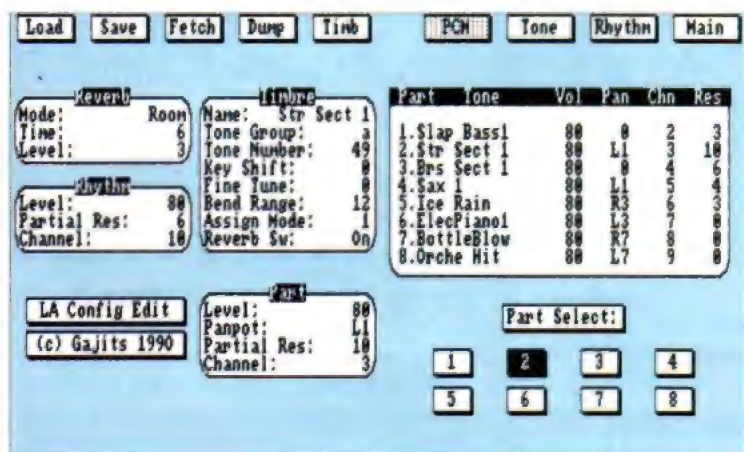 Load Save Fetch Dump Timb PCM Tone Rhythm Main
Reverb
Mode: Room
Time: 6
Level: 3
Rhythm
Level: 80
Partial Res: 6
Channel: 10
LA Config Edit
(c) Gajits 1990
Timbre
Name: Str Sect 1
Tone Group: a
Tone Number: 49
Key Shift: 0
Fine Tune: 0
Bend Range: 12
Assign Mode: 1
Reverb Sw: On
Part
Level: 80
Panpot: L1
Partial Res: 10
Channel: 3
Part Tone Vol Pan Chn Res
1.Slap Bass1 80 0 2 3
2.Str Sect 1 80 L1 3 10
3.Brs Sect 1 80 0 4 6
4.Sax 1 80 L1 5 4
5.Ice Rain 80 R3 6 3
6.ElecPiano1 80 L3 7 0
7.BottleBlow 80 R7 8 0
8.Orche Hit 80 L7 9 0
Part Select:
1 2 3 4
5 6 7 8